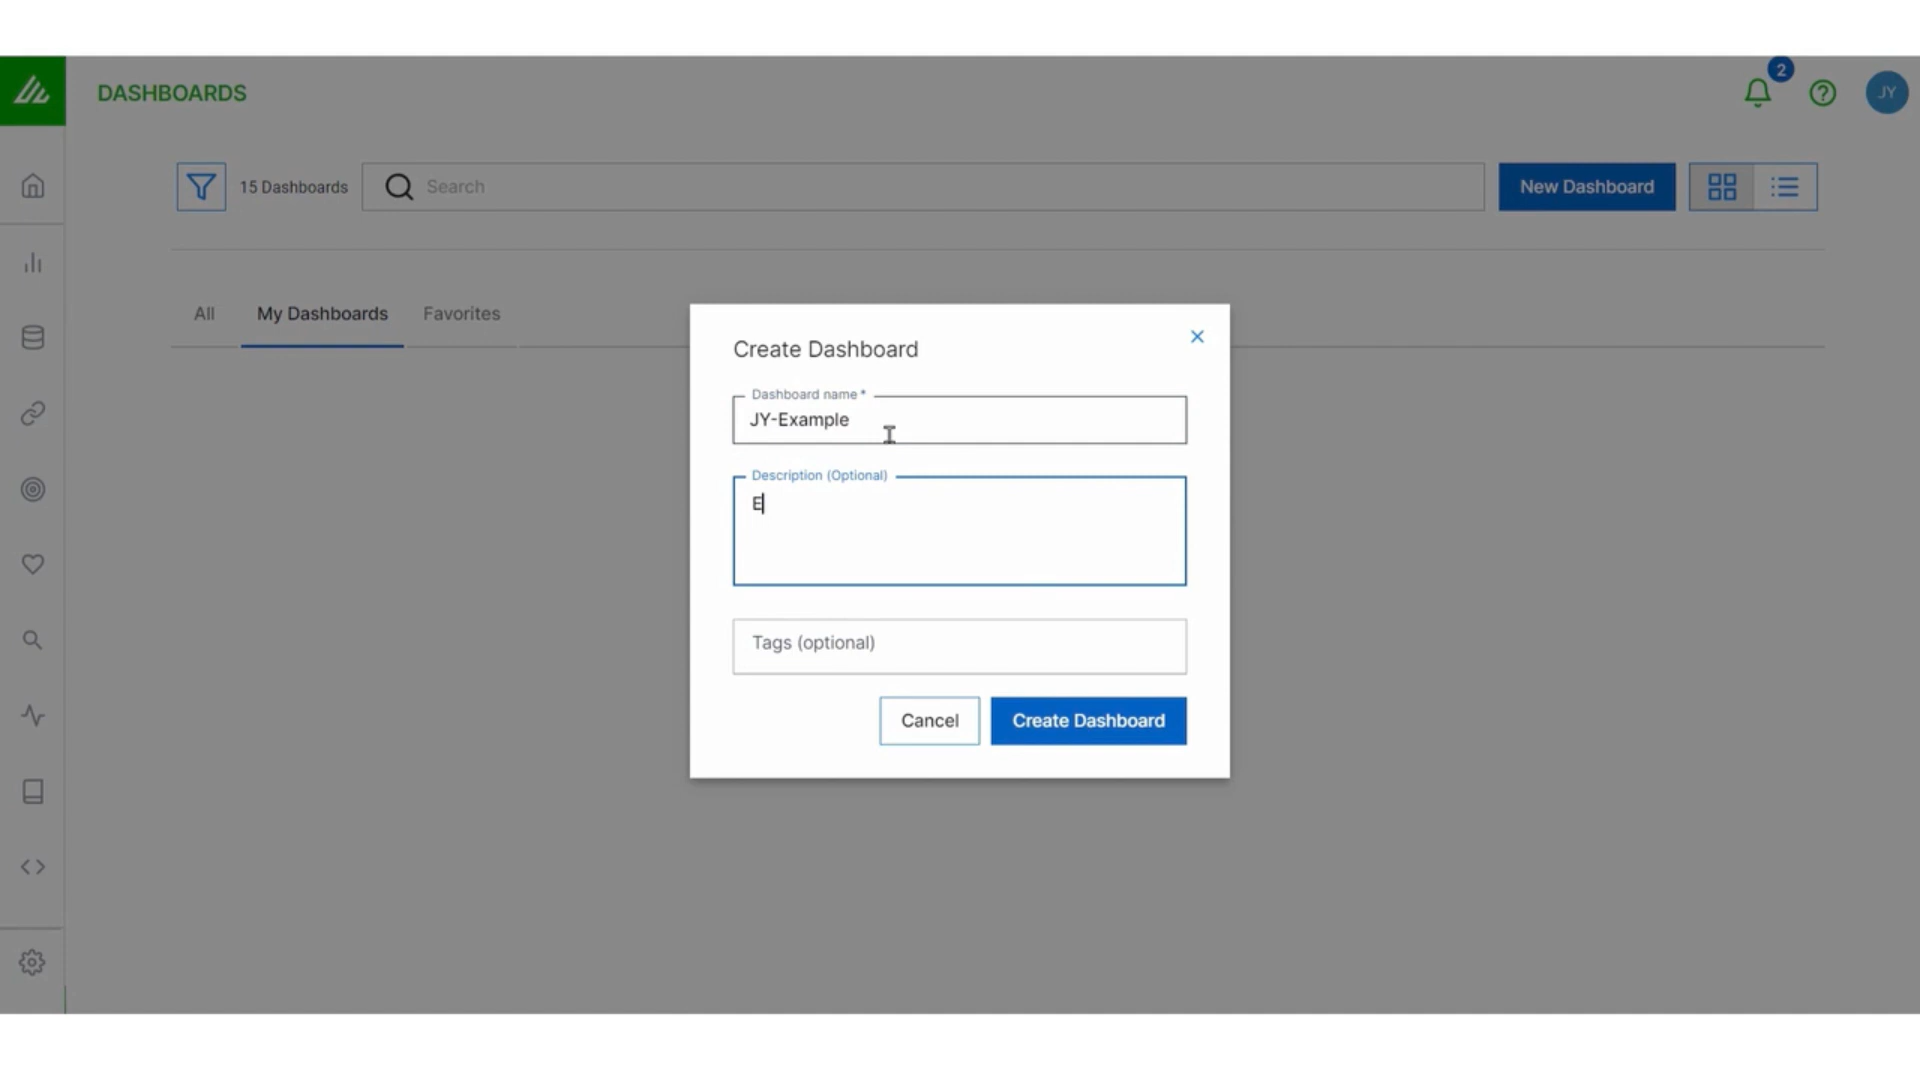 DASHBOARDS
2
JY
15 Dashboards
Search
New Dashboard
All
My Dashboards
Favorites
Create Dashboard
Dashboard name *
JY-Example
Description (Optional)
E
Tags (optional)
Cancel
Create Dashboard